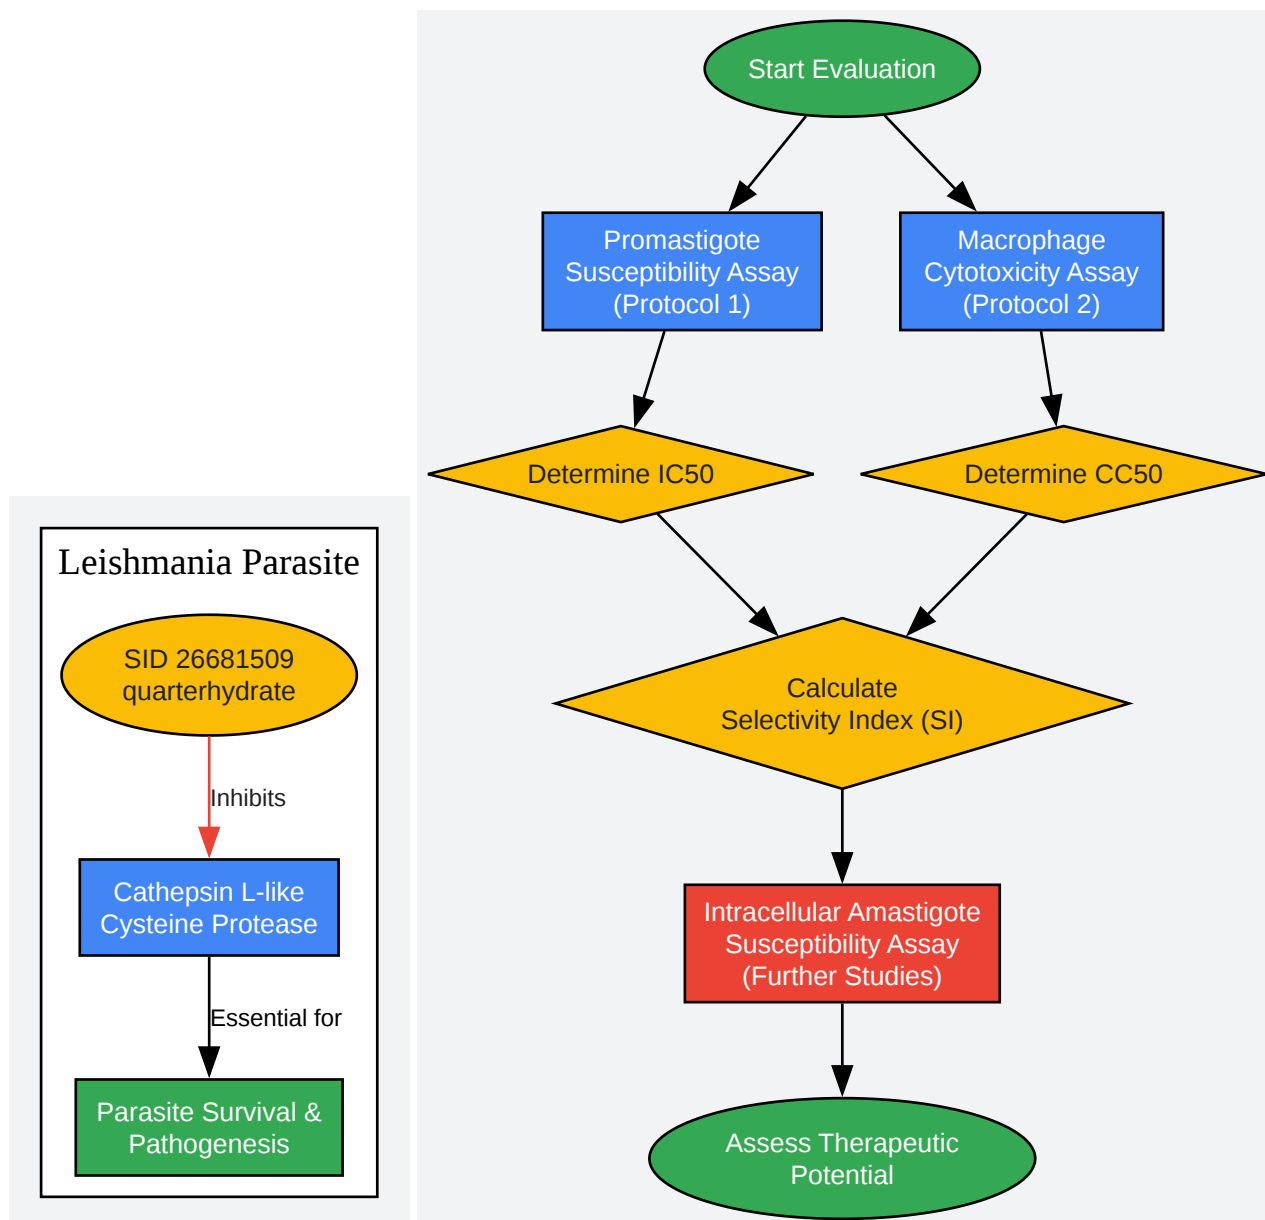 Leishmania Parasite
SID 26681509
quarterhydrate
Inhibits
Cathepsin L-like
Cysteine Protease
Essential for
Parasite Survival &
Pathogenesis
Start Evaluation
Promastigote
Susceptibility Assay
(Protocol 1)
Macrophage
Cytotoxicity Assay
(Protocol 2)
Determine IC50
Determine CC50
Calculate
Selectivity Index (SI)
Intracellular Amastigote
Susceptibility Assay
(Further Studies)
Assess Therapeutic
Potential